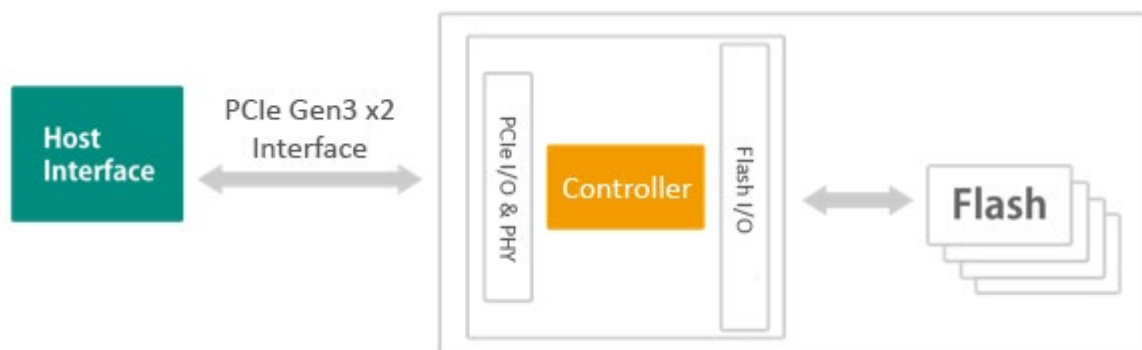 Host
Interface
PCIe Gen3 x2
Interface
PCIe I/O & PHY
Controller
Flash I/O
Flash